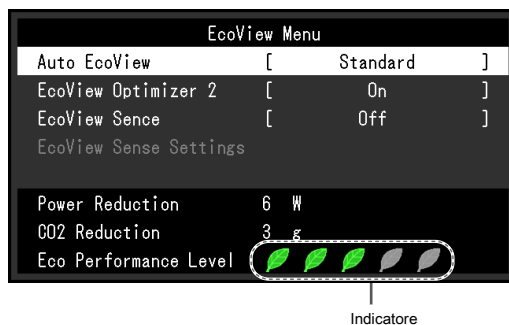 EcoView Menu
Auto EcoView [ Standard ]
EcoView Optimizer 2 [ On ]
EcoView Sence [ Off ]
EcoView Sense Settings
Power Reduction 6 W
CO2 Reduction 3 g
Eco Performance Level
Indicatore